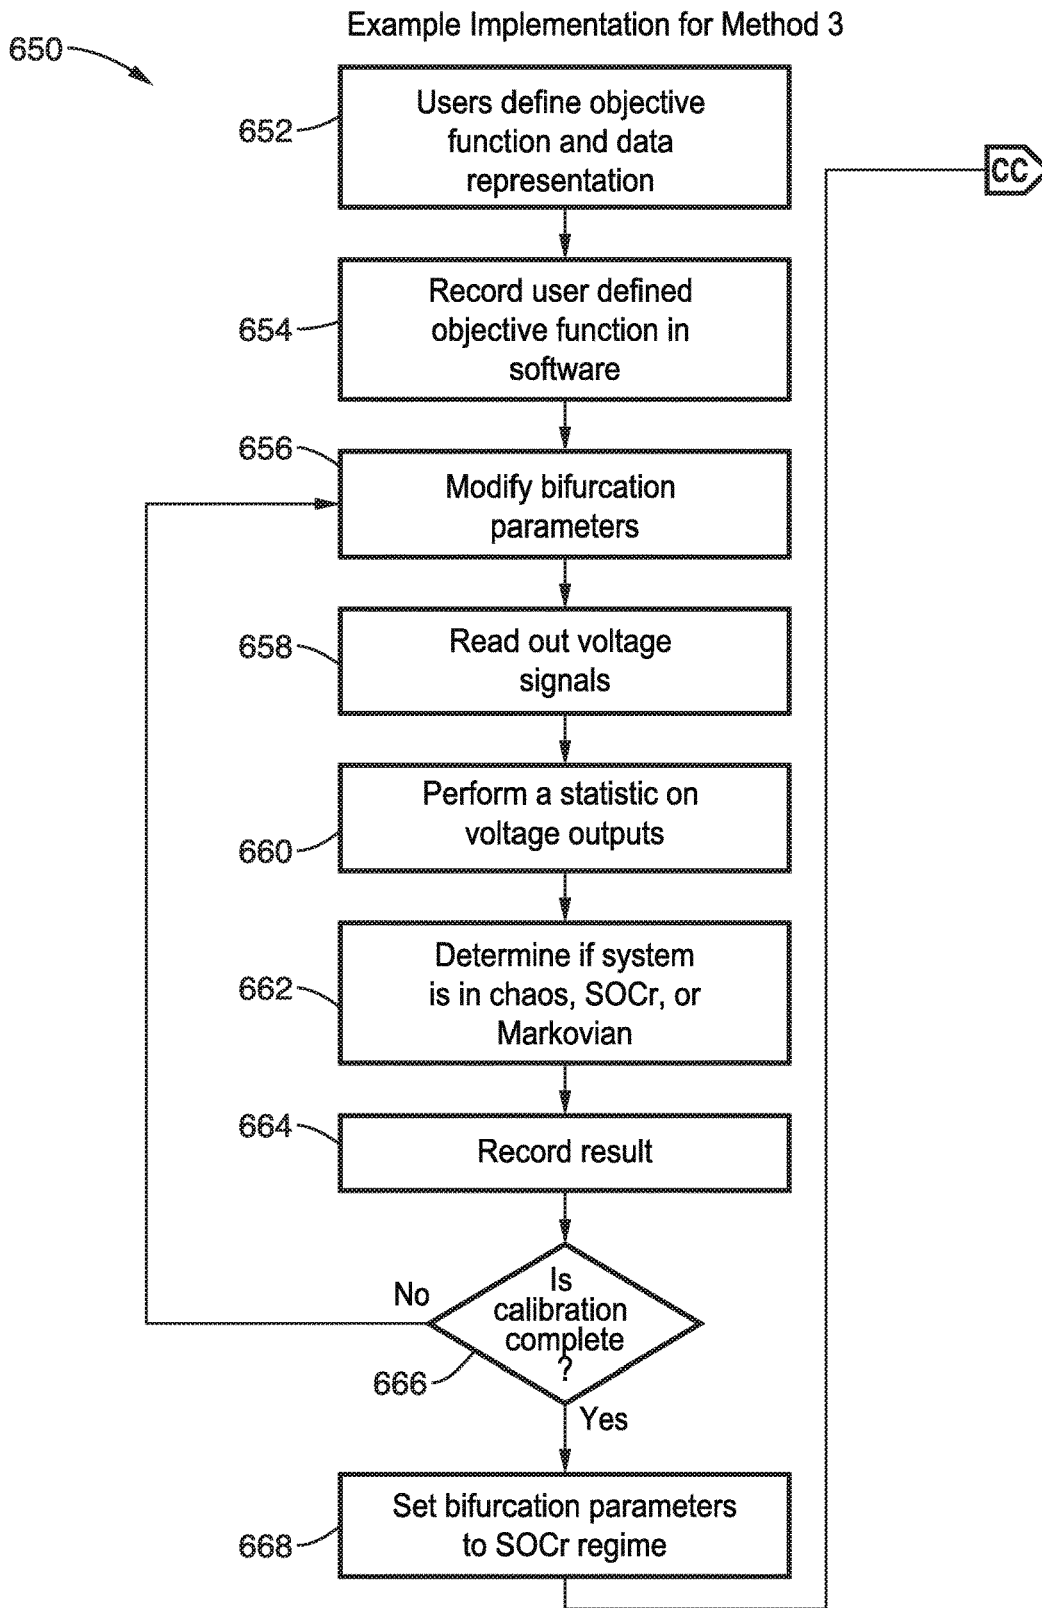 Example Implementation for Method 3
650
652
Users define objective
function and data
representation
CC
654
Record user defined
objective function in
software
656
Modify bifurcation
parameters
658
Read out voltage
signals
660
Perform a statistic on
voltage outputs
662
Determine if system
is in chaos, SOCr, or
Markovian
664
Record result
No
Is
calibration
complete
?
666
Yes
668
Set bifurcation parameters
to SOCr regime